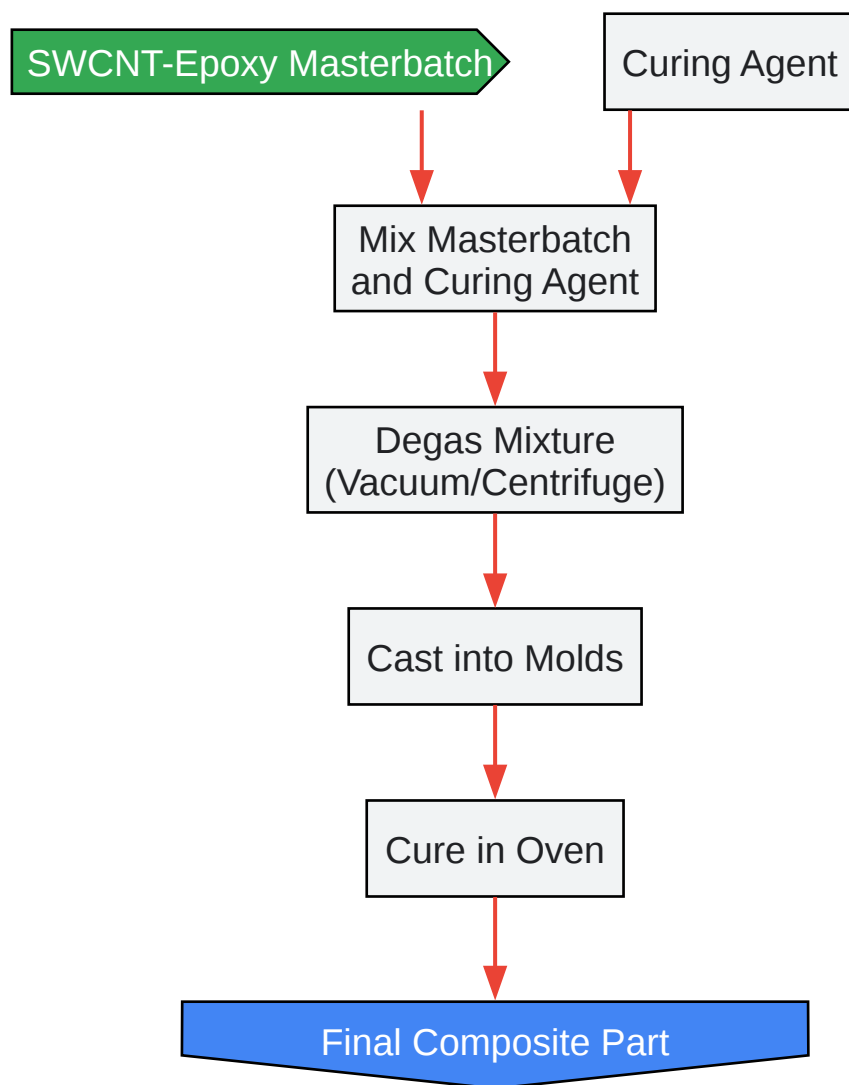 SWCNT-Epoxy Masterbatch
Curing Agent
Mix Masterbatch
and Curing Agent
Degas Mixture
(Vacuum/Centrifuge)
Cast into Molds
Cure in Oven
Final Composite Part